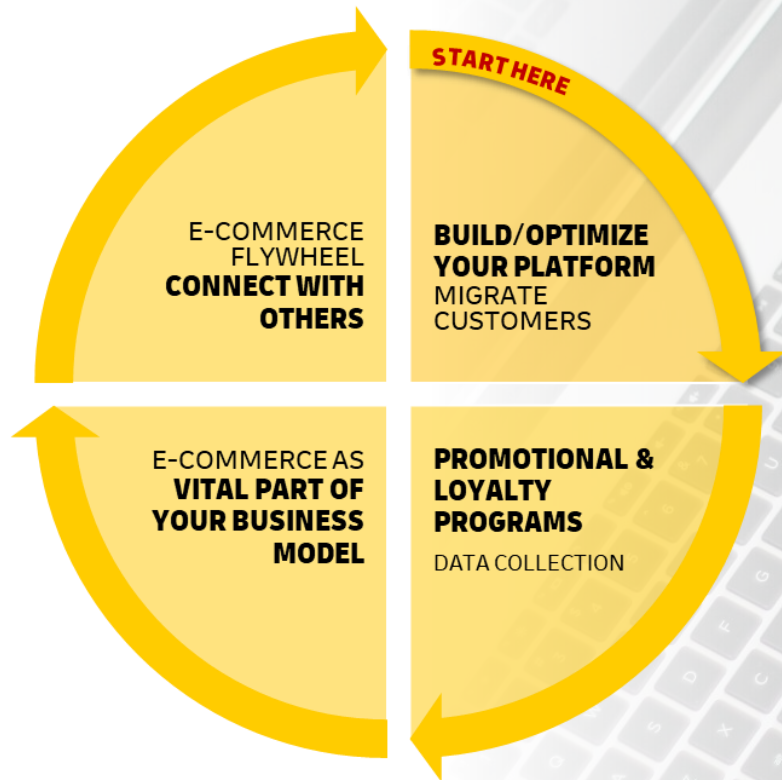 START HERE
BUILD/OPTIMIZE
YOUR PLATFORM
MIGRATE
CUSTOMERS
PROMOTIONAL &
LOYALTY
PROGRAMS
DATA COLLECTION
E-COMMERCE AS
VITAL PART OF
YOUR BUSINESS
MODEL
E-COMMERCE
FLYWHEEL
CONNECT WITH
OTHERS